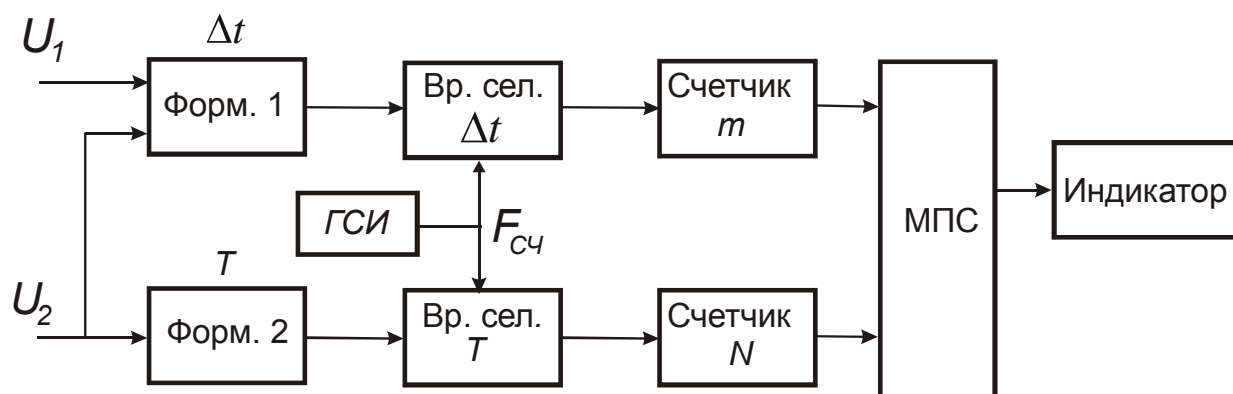 U1
Δt
Форм. 1
Вр. сел.
Δt
Счетчик
m
МПС
Индикатор
ГСИ
FСЧ
U2
T
Форм. 2
Вр. сел.
T
Счетчик
N